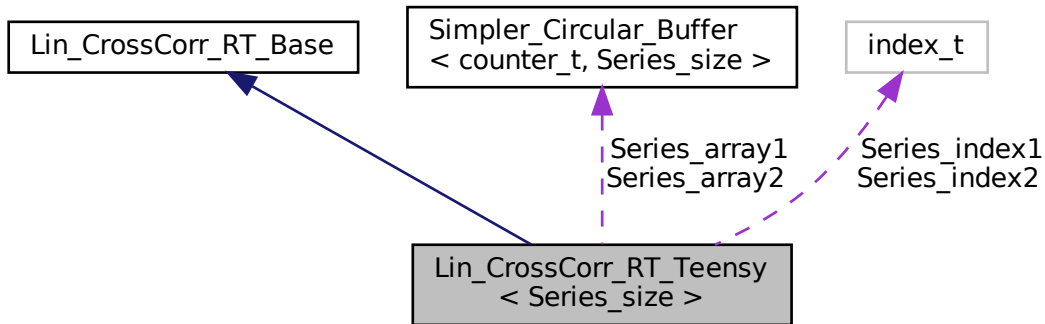 Lin_CrossCorr_RT_Base
Simpler_Circular_Buffer
< counter_t, Series_size >
index_t
Series_array1
Series_array2
Series_index1
Series_index2
Lin_CrossCorr_RT_Teensy
< Series_size >